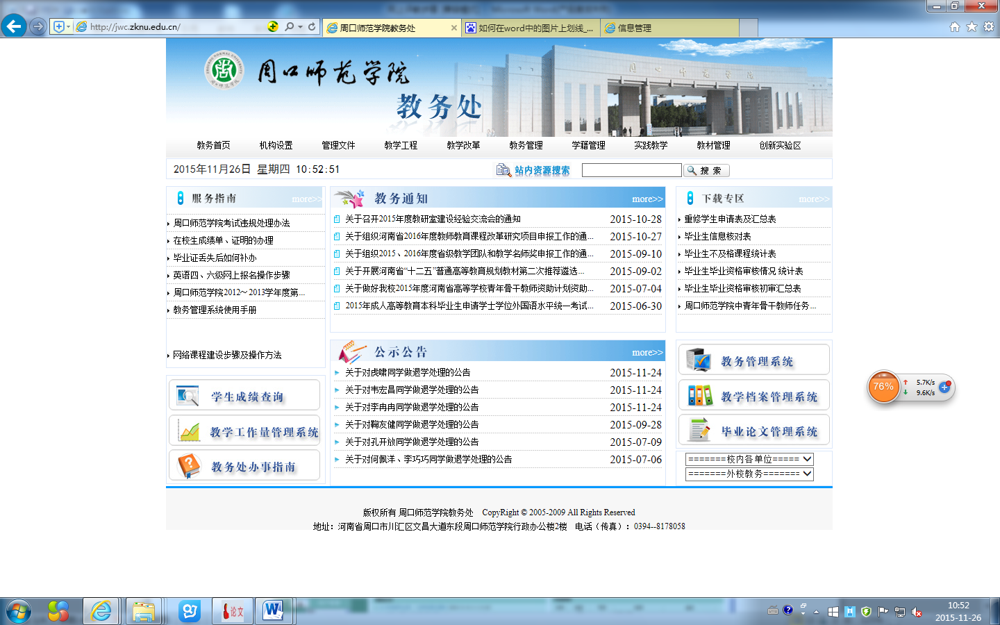 http://jwc.zknu.edu.cn/
周口师范学院教务处
如何在word中的图片上划线_...
信息管理
周口师范学院
教务处
教务首页 机构设置 管理文件 教学工程 教学改革 教务管理 学籍管理 实践教学 教材管理 创新实验区
2015年11月26日 星期四 10:52:51
站内资源搜索
搜 索
服务指南
more>>
周口师范学院考试违规处理办法
在校生成绩单、证明的办理
毕业证丢失后如何补办
英语四、六级网上报名操作步骤
周口师范学院2012～2013学年度第...
教务管理系统使用手册
网络课程建设步骤及操作方法
学生成绩查询
教学工作量管理系统
教务处办事指南
教务通知
more>>
关于召开2015年度教研室建设经验交流会的通知 2015-10-28
关于组织河南省2016年度教师教育课程改革研究项目申报工作的通... 2015-10-27
关于组织2015、2016年度省级教学团队和教学名师奖申报工作的通... 2015-09-10
关于开展河南省“十二五”普通高等教育规划教材第二次推荐遴选... 2015-09-02
关于做好我校2015年度河南省高等学校青年骨干教师资助计划资助... 2015-07-04
2015年成人高等教育本科毕业生申请学士学位外国语水平统一考试... 2015-06-30
公示公告
more>>
关于对虔啸同学做退学处理的公告 2015-11-24
关于对韦宏昌同学做退学处理的公告 2015-11-24
关于对李冉冉同学做退学处理的公告 2015-11-24
关于对鞠友健同学做退学处理的公告 2015-09-28
关于对孔开放同学做退学处理的公告 2015-07-09
关于对何佩洋、李巧巧同学做退学处理的公告 2015-07-06
下载专区
more>>
重修学生申请表及汇总表
毕业生信息核对表
毕业生不及格课程统计表
毕业生毕业资格审核情况 统计表
毕业生毕业资格审核初审汇总表
周口师范学院中青年骨干教师任务...
教务管理系统
教学档案管理系统
毕业论文管理系统
=======校内各单位=====
=======外校教务=======
76%
5.7K/s
9.6K/s
版权所有 周口师范学院教务处 CopyRight © 2005-2009 All Rights Reserved
地址：河南省周口市川汇区文昌大道东段周口师范学院行政办公楼2楼 电话（传真）：0394--8178058
论文
10:52
2015-11-26